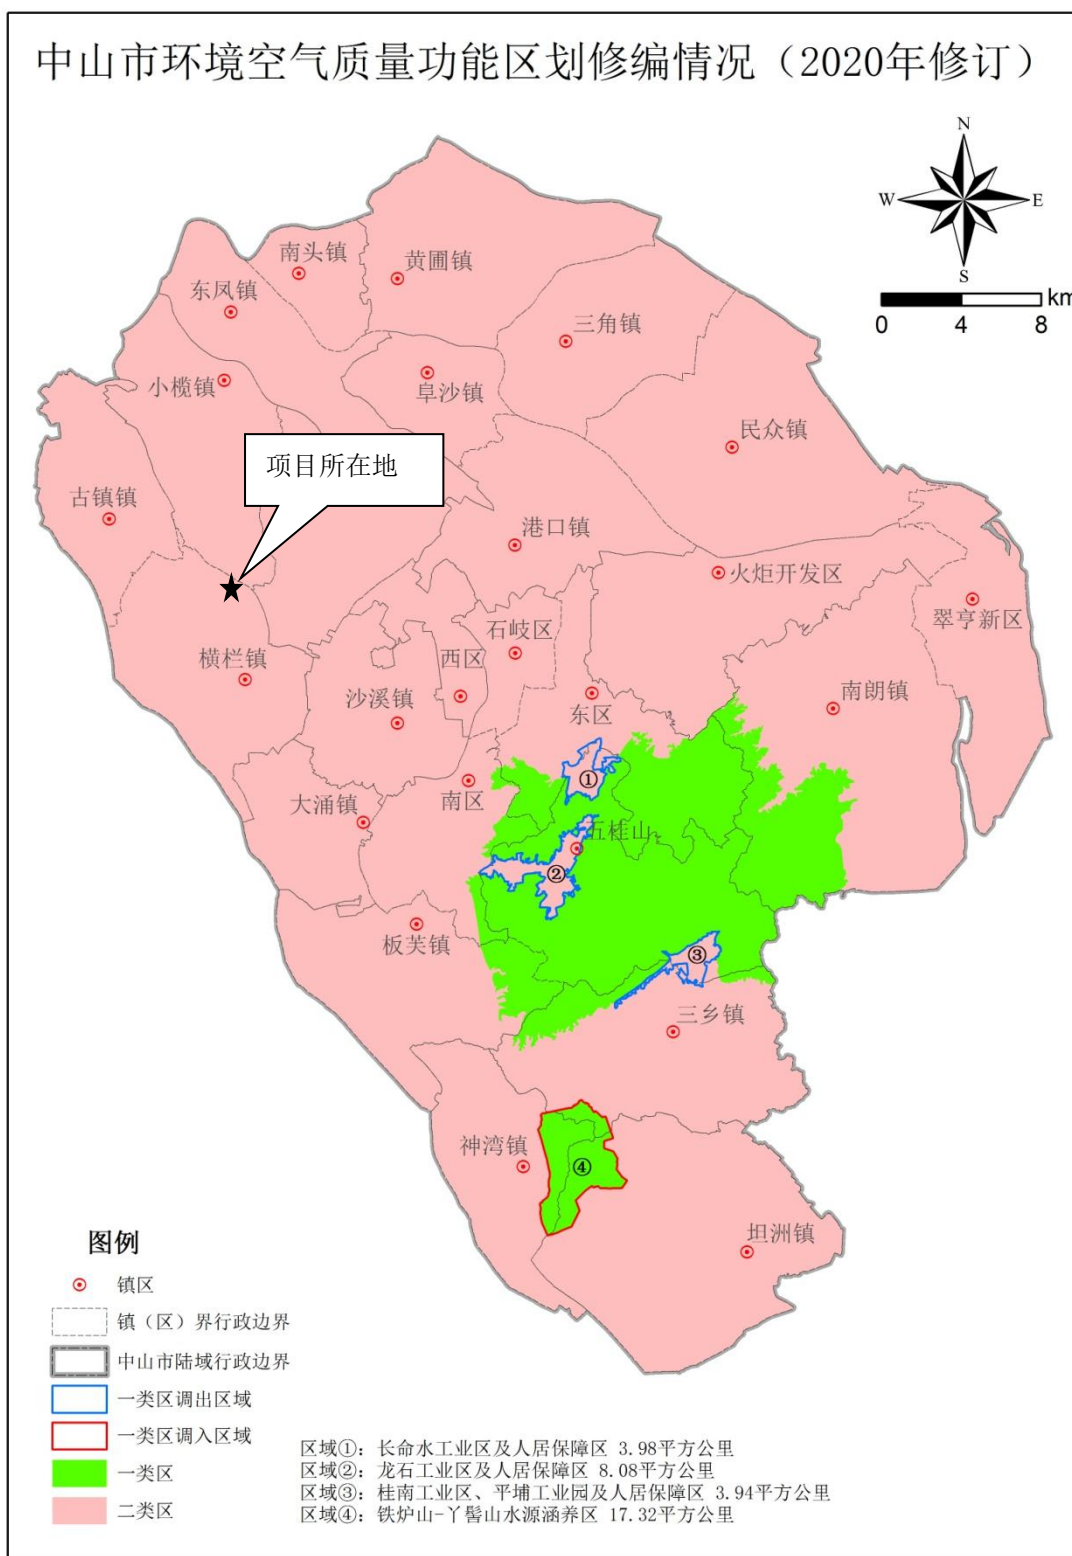 中山市环境空气质量功能区划修编情况（2020年修订）
N
W
E
S
km
0
4
8
南头镇
黄圃镇
东凤镇
三角镇
小榄镇
阜沙镇
民众镇
项目所在地
古镇镇
港口镇
火炬开发区
翠亨新区
石岐区
横栏镇
西区
沙溪镇
东区
南朗镇
①
南区
大涌镇
五桂山
②
板芙镇
③
三乡镇
神湾镇
④
坦洲镇
图例
镇区
镇（区）界行政边界
中山市陆域行政边界
一类区调出区域
一类区调入区域
一类区
二类区
区域①：长命水工业区及人居保障区 3.98平方公里
区域②：龙石工业区及人居保障区 8.08平方公里
区域③：桂南工业区、平埔工业园及人居保障区 3.94平方公里
区域④：铁炉山-丫髻山水源涵养区 17.32平方公里